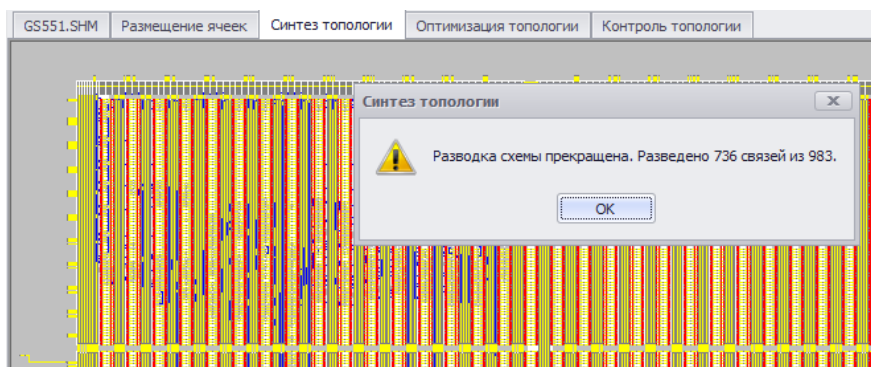 GS551.SHM Размещение ячеек Синтез топологии Оптимизация топологии Контроль топологии
Синтез топологии
Разводка схемы прекращена. Разведено 736 связей из 983.
OK